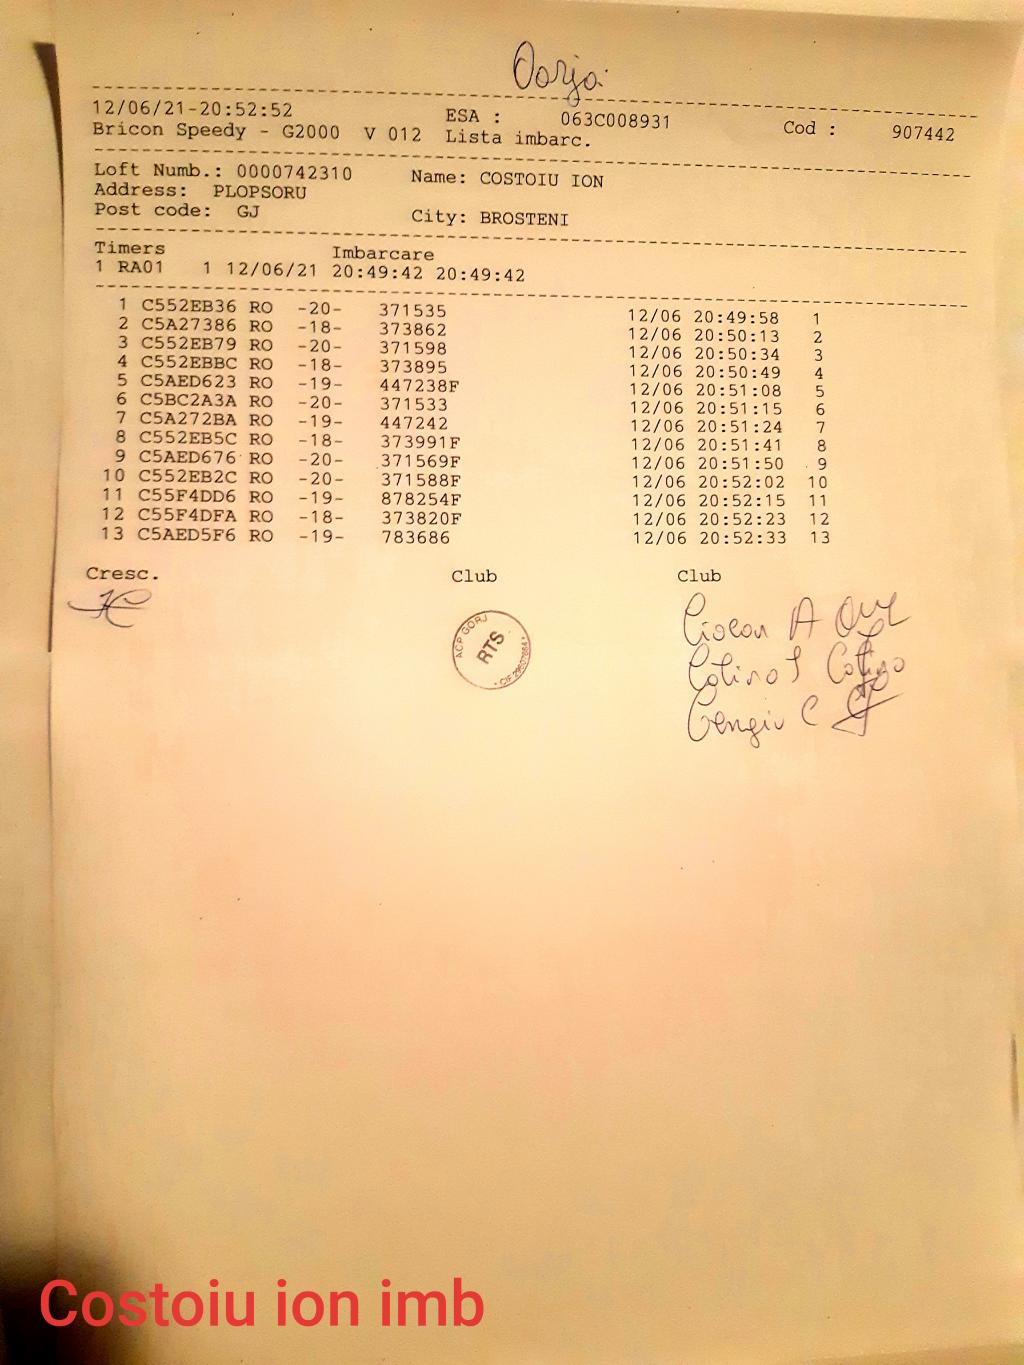 Oarja
12/06/21-20:52:52 ESA : 063C008931 Cod : 907442
Bricon Speedy - G2000 V 012 Lista imbarc.
Loft Numb.: 0000742310 Name: COSTOIU ION
Address: PLOPSORU
Post code: GJ City: BROSTENI
Timers Imbarcare
1 RA01 1 12/06/21 20:49:42 20:49:42
1 C552EB36 RO -20- 371535 12/06 20:49:58 1
2 C5A27386 RO -18- 373862 12/06 20:50:13 2
3 C552EB79 RO -20- 371598 12/06 20:50:34 3
4 C552EBBC RO -18- 373895 12/06 20:50:49 4
5 C5AED623 RO -19- 447238F 12/06 20:51:08 5
6 C5BC2A3A RO -20- 371533 12/06 20:51:15 6
7 C5A272BA RO -19- 447242 12/06 20:51:24 7
8 C552EB5C RO -18- 373991F 12/06 20:51:41 8
9 C5AED676 RO -20- 371569F 12/06 20:51:50 9
10 C552EB2C RO -20- 371588F 12/06 20:52:02 10
11 C55F4DD6 RO -19- 878254F 12/06 20:52:15 11
12 C55F4DFA RO -18- 373820F 12/06 20:52:23 12
13 C5AED5F6 RO -19- 783686 12/06 20:52:33 13
Cresc. Club Club
ACP GORJ
RTS
CIF
Costoiu ion imb